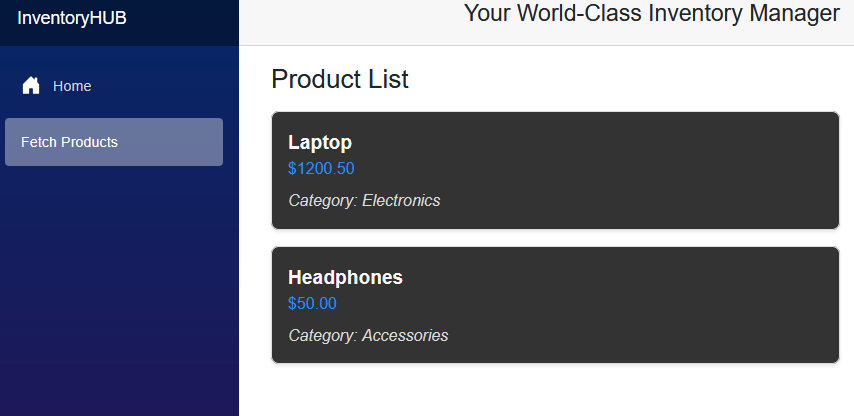 InventoryHUB
Your World-Class Inventory Manager
Home
Fetch Products
Product List
Laptop
$1200.50
Category: Electronics
Headphones
$50.00
Category: Accessories